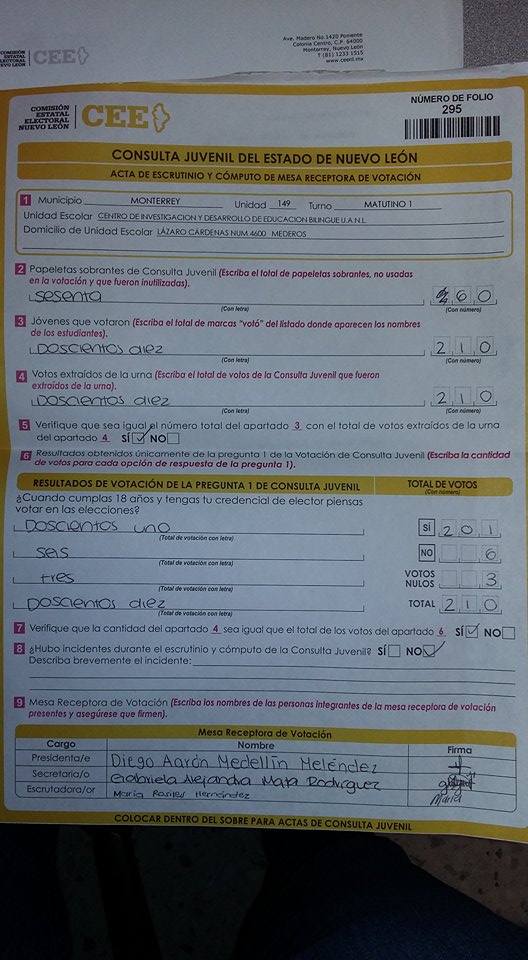 Ave. Madero No.1420 Poniente
Colonia Centro, C.P. 64000
Monterrey, Nuevo León
T (81) 1233 1515
www.ceenl.mx
COMISIÓN
ESTATAL
ELECTORAL
NUEVO LEÓN
CEE
COMISIÓN
ESTATAL
ELECTORAL
NUEVO LEÓN
CEE
NÚMERO DE FOLIO
295
CONSULTA JUVENIL DEL ESTADO DE NUEVO LEÓN
ACTA DE ESCRUTINIO Y CÓMPUTO DE MESA RECEPTORA DE VOTACIÓN
1 Municipio MONTERREY Unidad 149 Turno MATUTINO 1
Unidad Escolar CENTRO DE INVESTIGACION Y DESARROLLO DE EDUCACION BILINGUE U.A.N.L.
Domicilio de Unidad Escolar LÁZARO CÁRDENAS NUM.4600 MEDEROS
2 Papeletas sobrantes de Consulta Juvenil (Escriba el total de papeletas sobrantes, no usadas
en la votación y que fueron inutilizadas).
sesenta 60
(Con letra) (Con número)
3 Jóvenes que votaron (Escriba el total de marcas "votó" del listado donde aparecen los nombres
de los estudiantes).
Doscientos diez 210
(Con letra) (Con número)
4 Votos extraídos de la urna (Escriba el total de votos de la Consulta Juvenil que fueron
extraídos de la urna).
Doscientos diez 210
(Con letra) (Con número)
5 Verifique que sea igual el número total del apartado 3 con el total de votos extraídos de la urna
del apartado 4 SÍ NO
6 Resultados obtenidos únicamente de la pregunta 1 de la Votación de Consulta Juvenil (Escriba la cantidad
de votos para cada opción de respuesta de la pregunta 1).
RESULTADOS DE VOTACIÓN DE LA PREGUNTA 1 DE CONSULTA JUVENIL TOTAL DE VOTOS
(Con número)
¿Cuando cumplas 18 años y tengas tu credencial de elector piensas
votar en las elecciones?
Doscientos uno SÍ 201
(Total de votación con letra)
seis NO 6
(Total de votación con letra)
tres VOTOS NULOS 3
(Total de votación con letra)
Doscientos diez TOTAL 210
(Total de votación con letra)
7 Verifique que la cantidad del apartado 4 sea igual que el total de los votos del apartado 6 SÍ NO
8 ¿Hubo incidentes durante el escrutinio y cómputo de la Consulta Juvenil? SÍ NO
Describa brevemente el incidente:
9 Mesa Receptora de Votación (Escriba los nombres de las personas integrantes de la mesa receptora de votación
presentes y asegúrese que firmen).
Mesa Receptora de Votación
Cargo Nombre Firma
Presidenta/e Diego Aarón Medellín Meléndez
Secretaria/o Gabriela Alejandra Mata Rodríguez
Escrutadora/or María Rosiles Hernández María
COLOCAR DENTRO DEL SOBRE PARA ACTAS DE CONSULTA JUVENIL